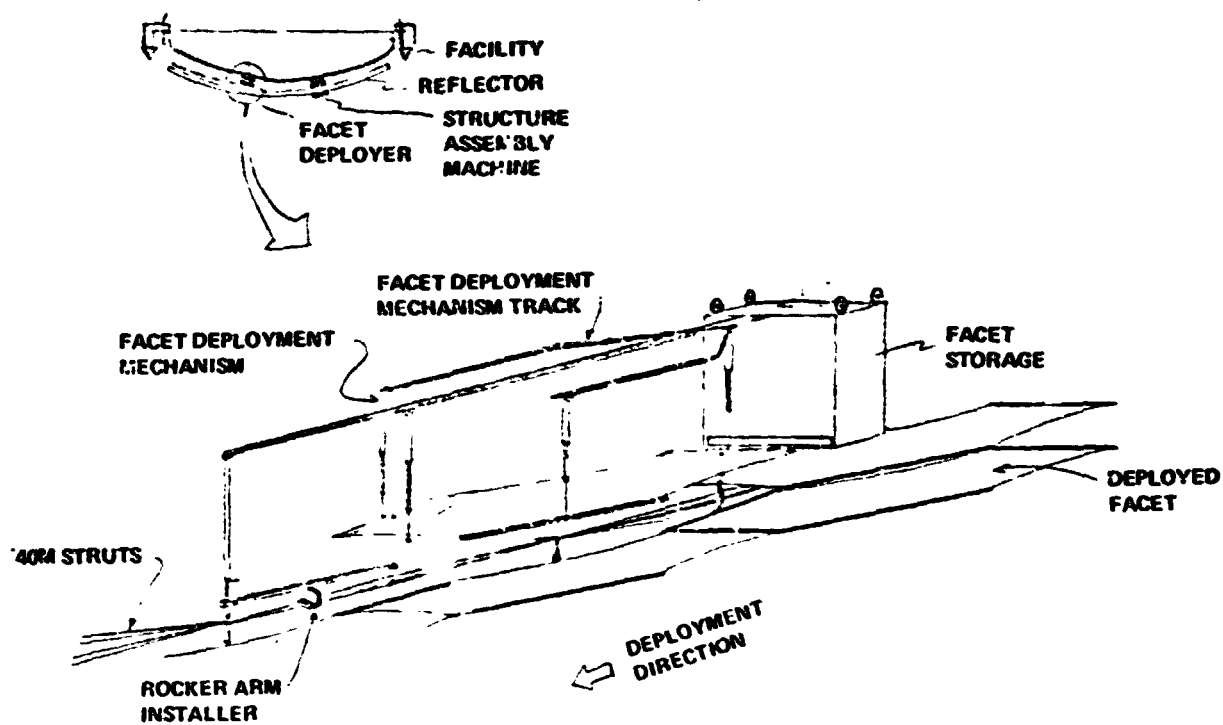 FACILITY
REFLECTOR
STRUCTURE
ASSEMBLY
MACHINE
FACET
DEPLOYER
FACET DEPLOYMENT
MECHANISM TRACK
FACET DEPLOYMENT
MECHANISM
FACET
STORAGE
DEPLOYED
FACET
40M STRUTS
DEPLOYMENT
DIRECTION
ROCKER ARM
INSTALLER